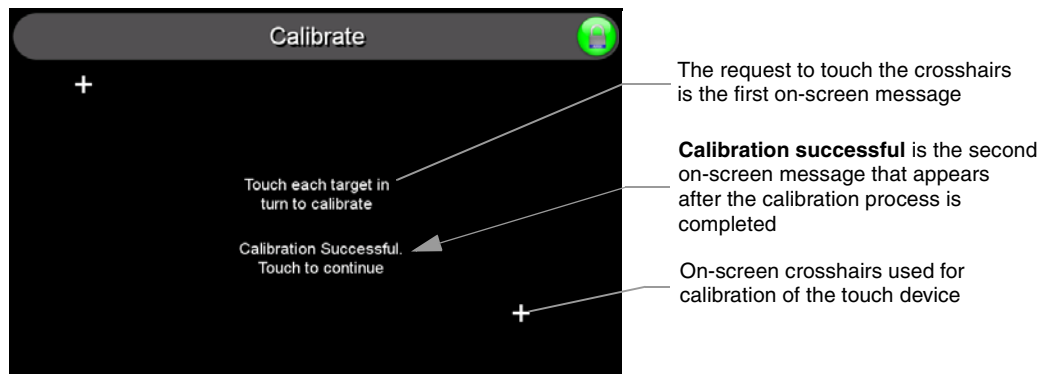 Calibrate
Touch each target in
turn to calibrate
Calibration Successful.
Touch to continue
The request to touch the crosshairs
is the first on-screen message
Calibration successful is the second
on-screen message that appears
after the calibration process is
completed
On-screen crosshairs used for
calibration of the touch device